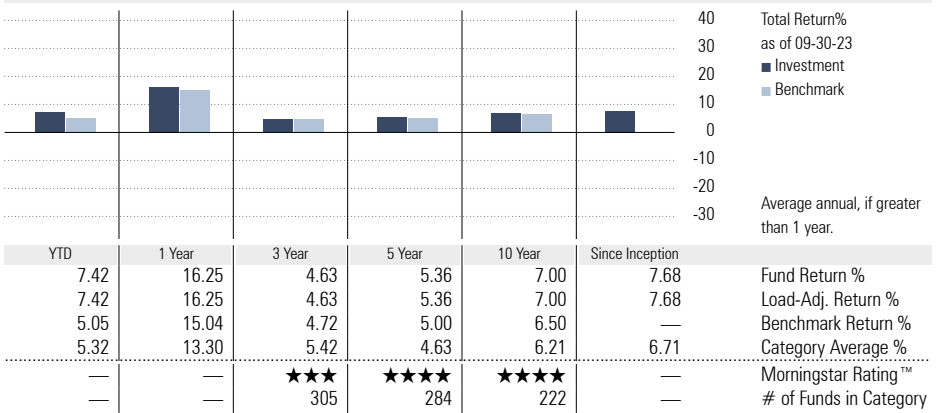 40
Total Return%
30
as of 09-30-23
20
Investment
10
Benchmark
0
-10
-20
-30
Average annual, if greater
than 1 year.
YTD 1 Year 3 Year 5 Year 10 Year Since Inception
7.42 16.25 4.63 5.36 7.00 7.68 Fund Return %
7.42 16.25 4.63 5.36 7.00 7.68 Load-Adj. Return %
5.05 15.04 4.72 5.00 6.50 — Benchmark Return %
5.32 13.30 5.42 4.63 6.21 6.71 Category Average %
— — ★★★ ★★★★ ★★★★ — Morningstar Rating™
— — 305 284 222 — # of Funds in Category